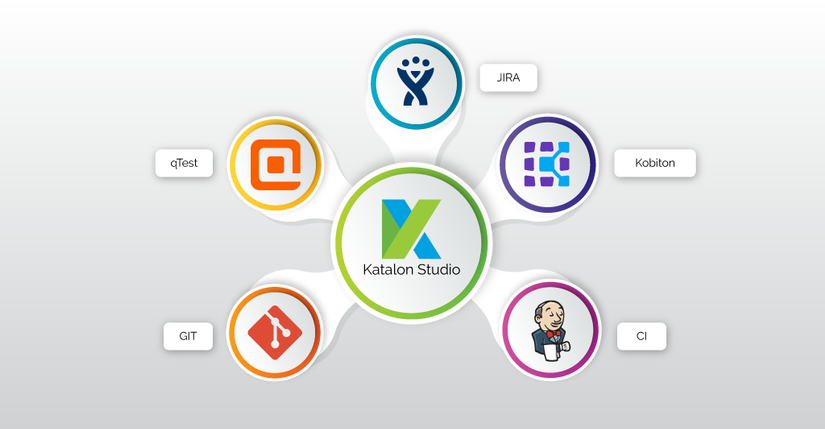 JIRA
qTest
Kobiton
Katalon Studio
GIT
CI